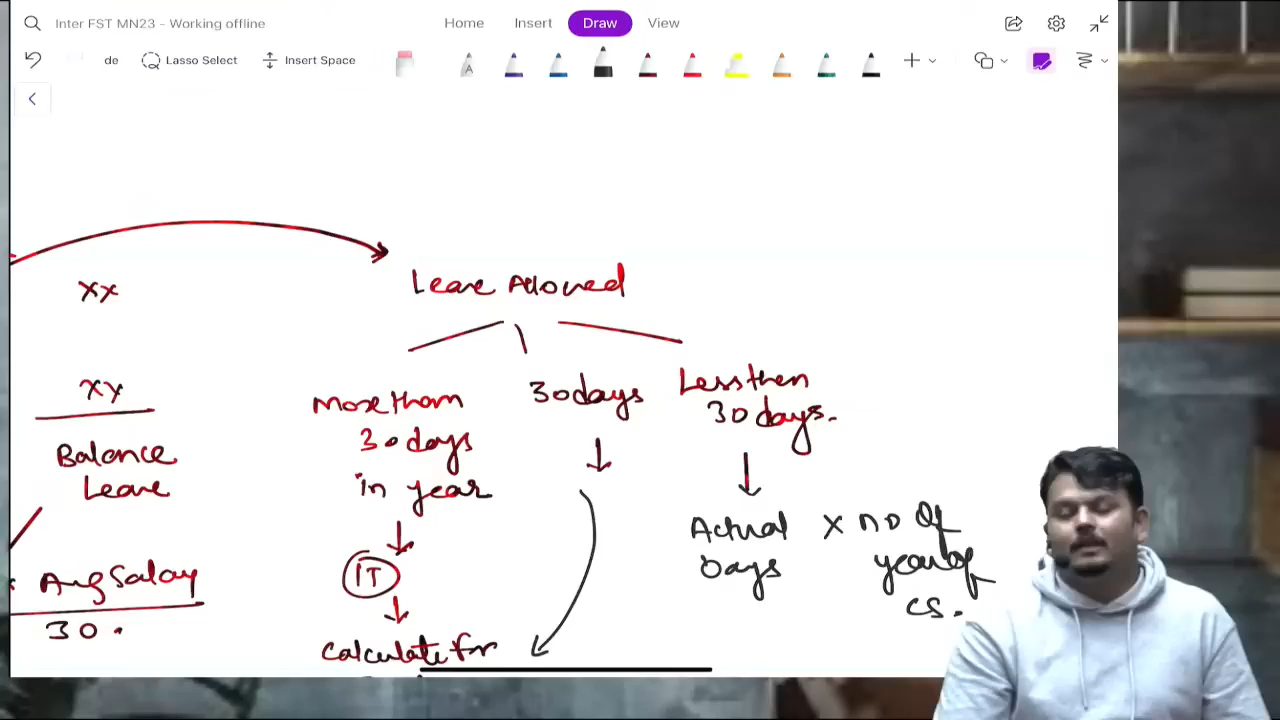 Inter FST MN23 - Working offline
Home Insert Draw View
de Lasso Select Insert Space
A
xx
Leave Allowed
xy
Balance
Leave
Avg Salay
30.
More than
30 days
in year
IT
Calculate for
30 days
Less then
30 days.
Actual
Days
x no of
year of
cs.